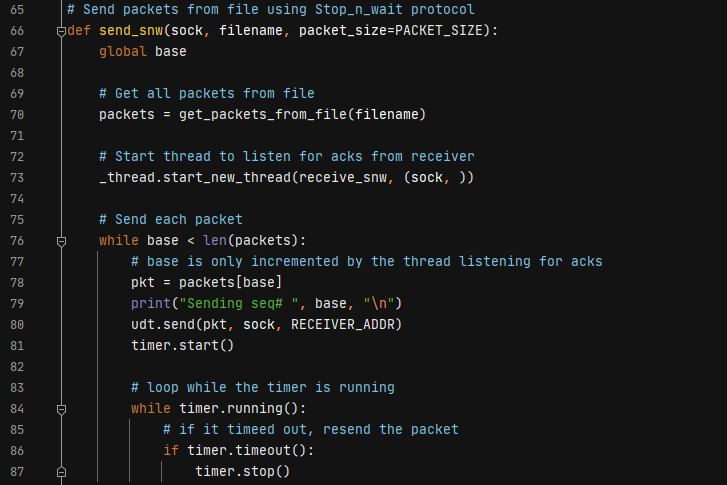 65 # Send packets from file using Stop_n_wait protocol
66 def send_snw(sock, filename, packet_size=PACKET_SIZE):
67     global base
68
69     # Get all packets from file
70     packets = get_packets_from_file(filename)
71
72     # Start thread to listen for acks from receiver
73     _thread.start_new_thread(receive_snw, (sock, ))
74
75     # Send each packet
76     while base < len(packets):
77         # base is only incremented by the thread listening for acks
78         pkt = packets[base]
79         print("Sending seq# ", base, "\n")
80         udt.send(pkt, sock, RECEIVER_ADDR)
81         timer.start()
82
83         # loop while the timer is running
84         while timer.running():
85             # if it timeed out, resend the packet
86             if timer.timeout():
87                 timer.stop()